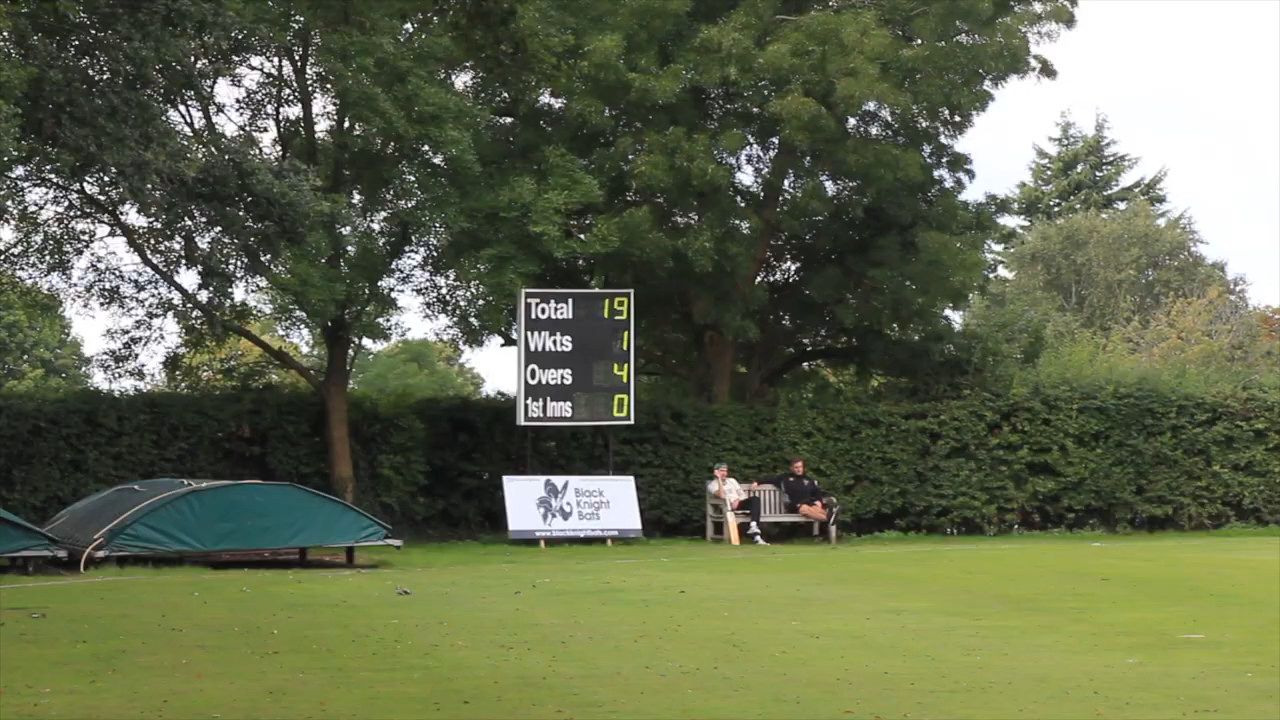 Total 19
Wkts 1
Overs 4
1st Inns 0
Black
Knight
Bats
www.blackknightbats.com